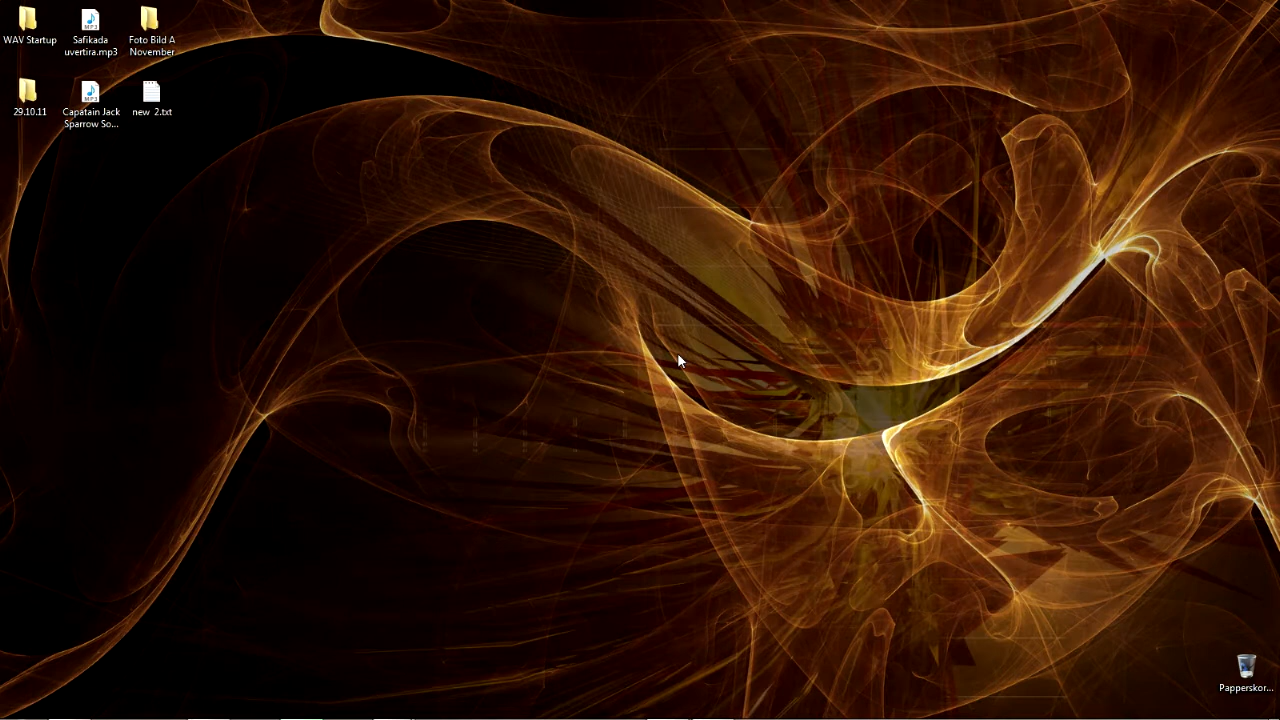 WAV Startup
Safikada
uvertira.mp3
Foto Bild A
November
29.10.11
Capatain Jack
Sparrow So...
new 2.txt
Papperskor...